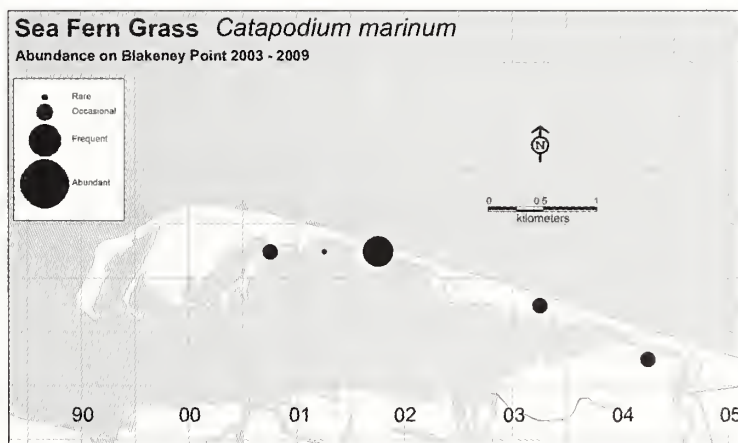 Sea Fern Grass Catapodium marinum
Abundance on Blakeney Point 2003 - 2009
Rare
Occasional
Frequent
Abundant
N
0 0.5 1
kilometers
90 00 01 02 03 04 05